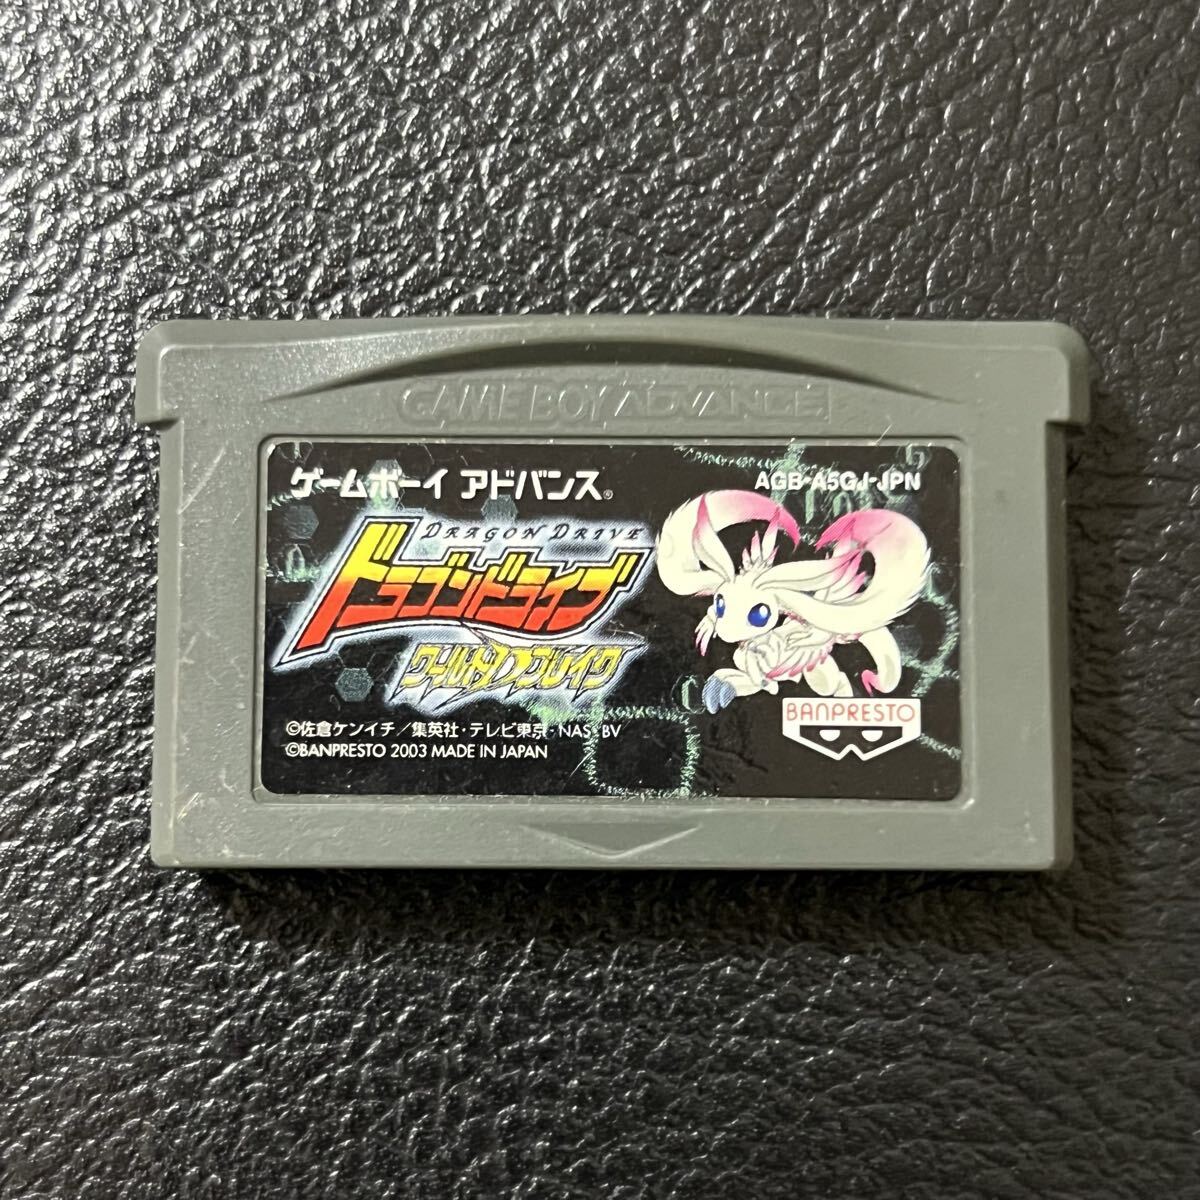 GAME BOY ADVANCE
ゲームボーイ アドバンス®
AGB-A5GJ-JPN
DRAGON DRIVE
ドラゴンドライブ
ワールドDブレイク
©佐倉ケンイチ／集英社・テレビ東京・NAS・BV
©BANPRESTO 2003 MADE IN JAPAN
BANPRESTO